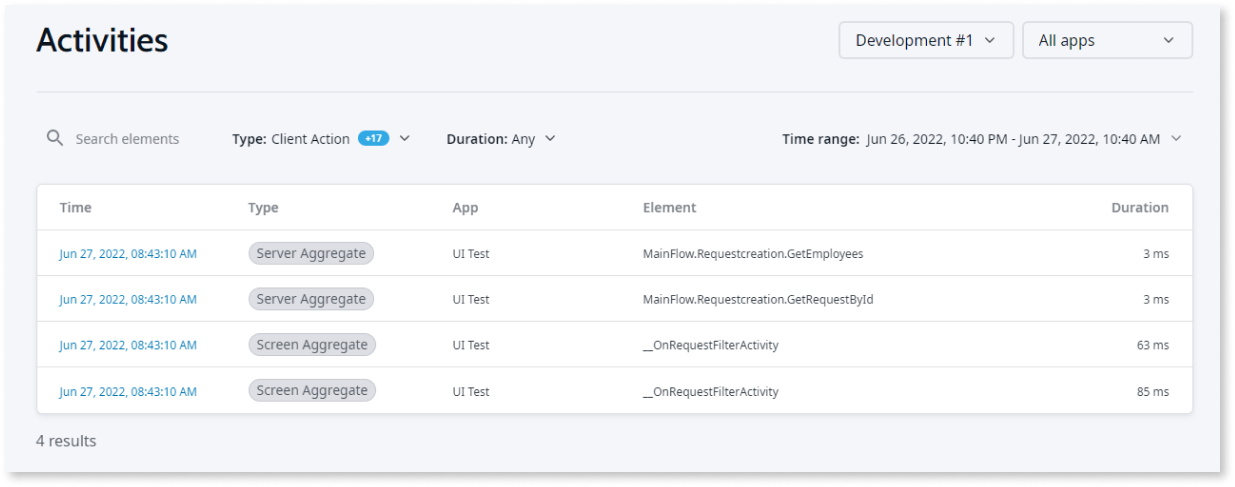 Activities
Development #1
All apps
Search elements
Type: Client Action +17
Duration: Any
Time range: Jun 26, 2022, 10:40 PM - Jun 27, 2022, 10:40 AM
Time Type App Element Duration
Jun 27, 2022, 08:43:10 AM Server Aggregate UI Test MainFlow.Requestcreation.GetEmployees 3 ms
Jun 27, 2022, 08:43:10 AM Server Aggregate UI Test MainFlow.Requestcreation.GetRequestById 3 ms
Jun 27, 2022, 08:43:10 AM Screen Aggregate UI Test __OnRequestFilterActivity 63 ms
Jun 27, 2022, 08:43:10 AM Screen Aggregate UI Test __OnRequestFilterActivity 85 ms
4 results